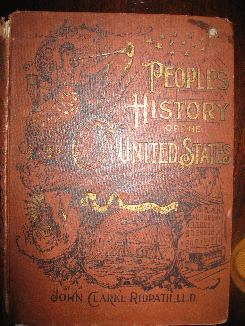 PEOPLE'S
HISTORY
OF THE
UNITED STATES
JOHN CLARK RIDPATH, LL.D.